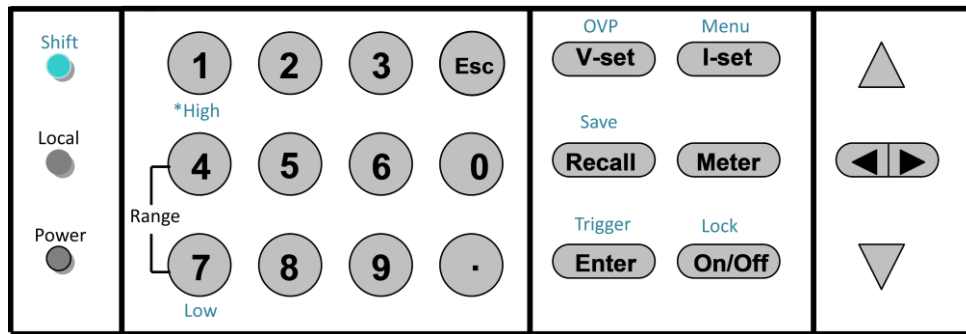 Shift
Local
Power
1 2 3 Esc
*High
4 5 6 0
Range
7 8 9 .
Low
OVP Menu
V-set I-set
Save
Recall Meter
Trigger Lock
Enter On/Off